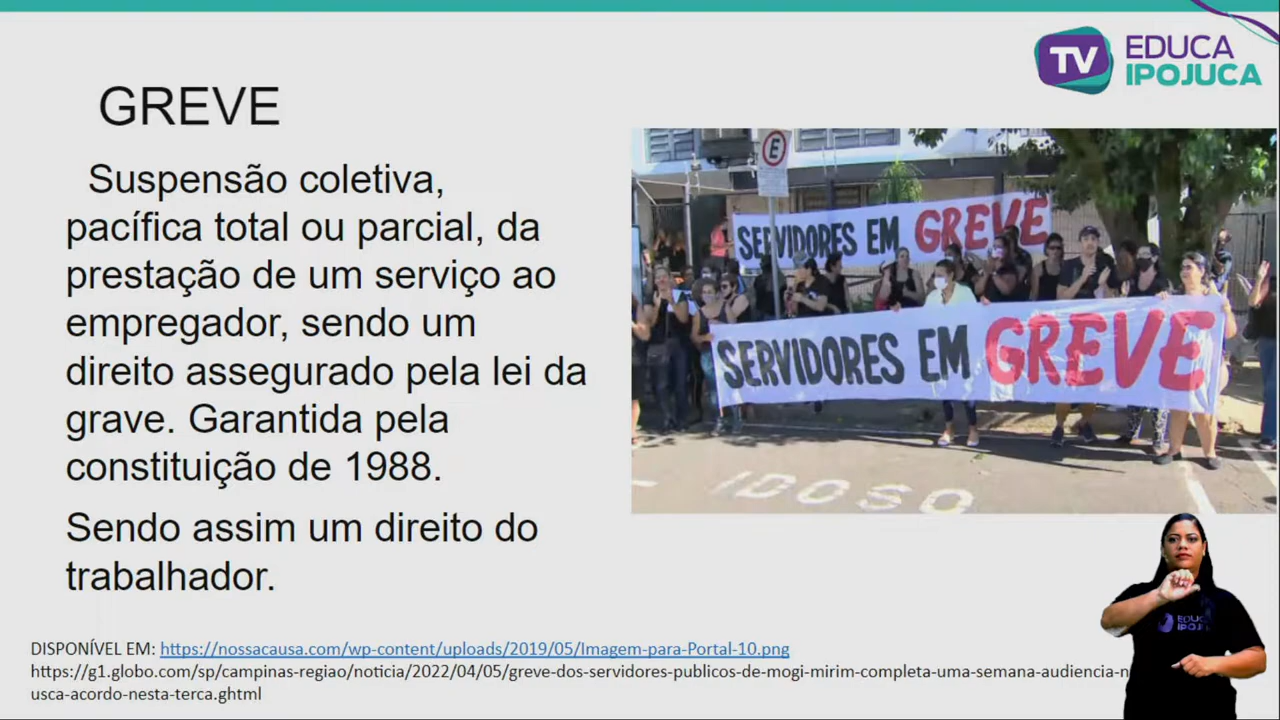 TV EDUCA
IPOJUCA
GREVE
Suspensão coletiva,
pacífica total ou parcial, da
prestação de um serviço ao
empregador, sendo um
direito assegurado pela lei da
grave. Garantida pela
constituição de 1988.
Sendo assim um direito do
trabalhador.
E
SERVIDORES EM GREVE
SERVIDORES EM GREVE
IDOSO
DISPONÍVEL EM: https://nossacausa.com/wp-content/uploads/2019/05/Imagem-para-Portal-10.png
https://g1.globo.com/sp/campinas-regiao/noticia/2022/04/05/greve-dos-servidores-publicos-de-mogi-mirim-completa-uma-semana-audiencia-n
usca-acordo-nesta-terca.ghtml